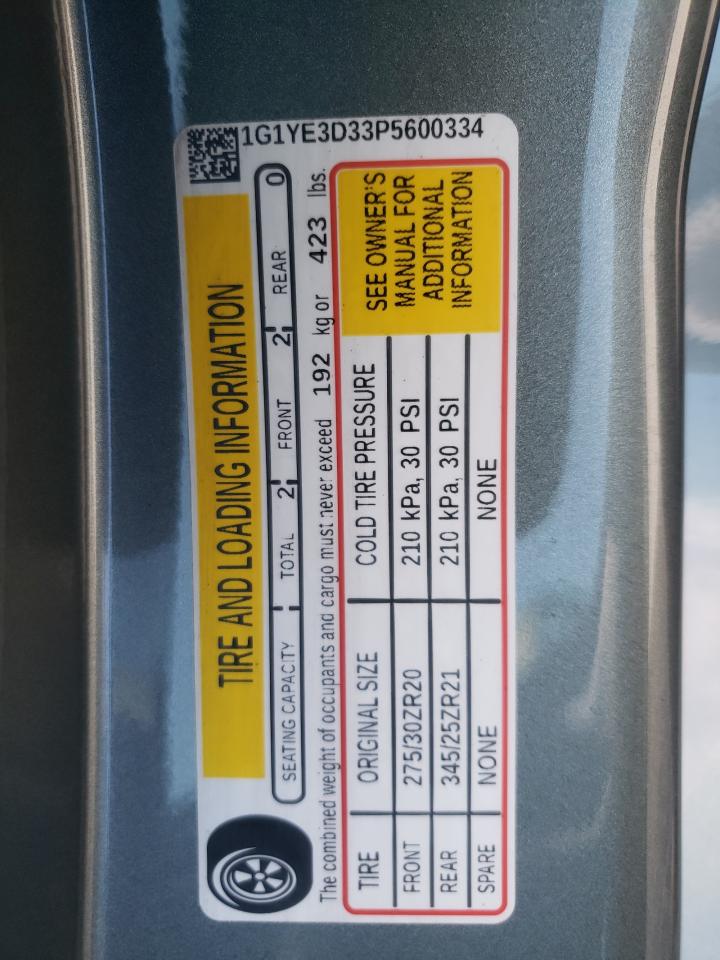 1G1YE3D33P5600334
TIRE AND LOADING INFORMATION
SEATING CAPACITY TOTAL 2 FRONT 2 REAR 0
The combined weight of occupants and cargo must never exceed 192 kg or 423 lbs.
TIRE ORIGINAL SIZE COLD TIRE PRESSURE
FRONT 275/30ZR20 210 kPa, 30 PSI
REAR 345/25ZR21 210 kPa, 30 PSI
SPARE NONE NONE
SEE OWNER'S
MANUAL FOR
ADDITIONAL
INFORMATION